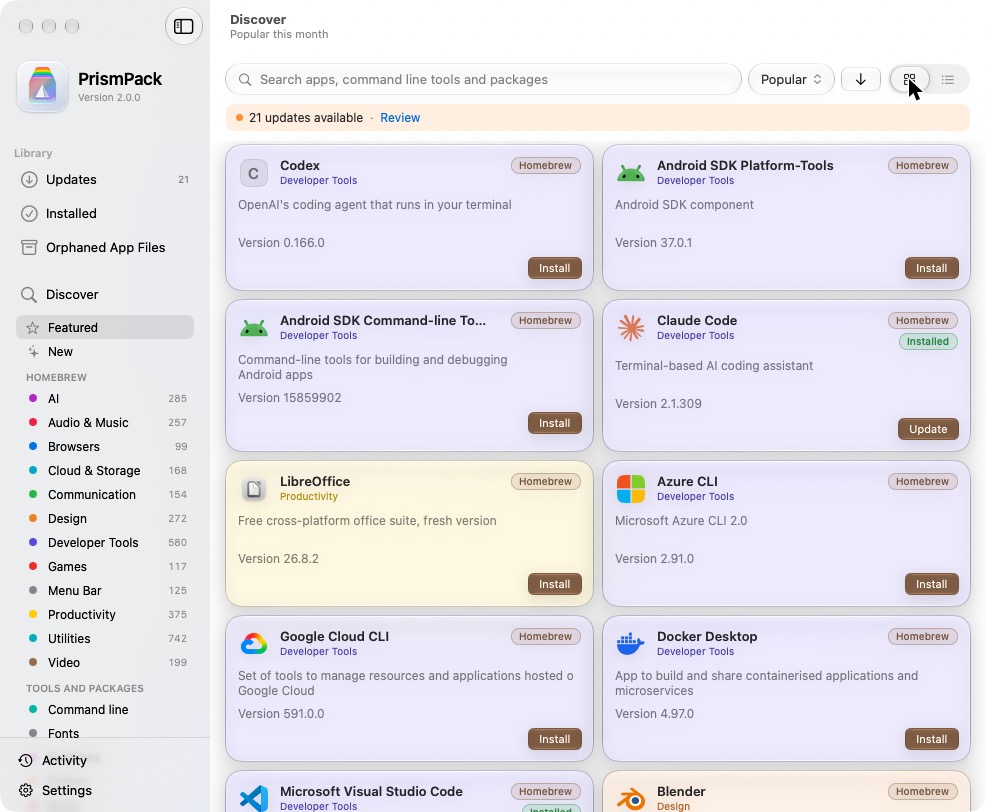 PrismPack
Version 2.0.0
Library
Updates 21
Installed
Orphaned App Files
Discover
Featured
New
HOMEBREW
AI 285
Audio & Music 257
Browsers 99
Cloud & Storage 168
Communication 154
Design 272
Developer Tools 580
Games 117
Menu Bar 125
Productivity 375
Utilities 742
Video 199
TOOLS AND PACKAGES
Command line
Fonts
Activity
Settings
Discover
Popular this month
Search apps, command line tools and packages
Popular
21 updates available · Review
Codex
Homebrew
Developer Tools
OpenAI's coding agent that runs in your terminal
Version 0.166.0
Install
Android SDK Platform-Tools
Homebrew
Developer Tools
Android SDK component
Version 37.0.1
Install
Android SDK Command-line To...
Homebrew
Developer Tools
Command-line tools for building and debugging
Android apps
Version 15859902
Install
Claude Code
Homebrew
Developer Tools
Installed
Terminal-based AI coding assistant
Version 2.1.309
Update
LibreOffice
Homebrew
Productivity
Free cross-platform office suite, fresh version
Version 26.8.2
Install
Azure CLI
Homebrew
Developer Tools
Microsoft Azure CLI 2.0
Version 2.91.0
Install
Google Cloud CLI
Homebrew
Developer Tools
Set of tools to manage resources and applications hosted o
Google Cloud
Version 591.0.0
Install
Docker Desktop
Homebrew
Developer Tools
App to build and share containerised applications and
microservices
Version 4.97.0
Install
Microsoft Visual Studio Code
Homebrew
Developer Tools
Installed
Blender
Homebrew
Design